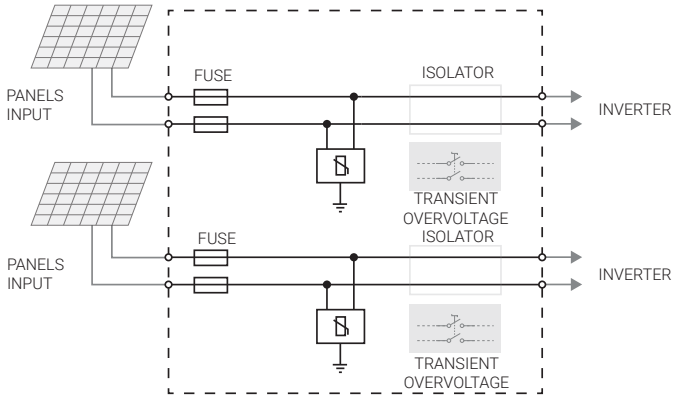 FUSE
ISOLATOR
PANELS
INPUT
INVERTER
TRANSIENT
OVERVOLTAGE
FUSE
ISOLATOR
PANELS
INPUT
INVERTER
TRANSIENT
OVERVOLTAGE